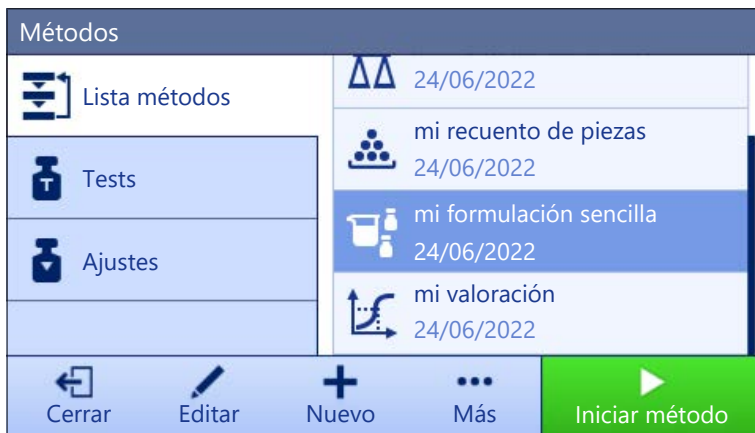 Métodos
Lista métodos
Tests
Ajustes
24/06/2022
mi recuento de piezas
24/06/2022
mi formulación sencilla
24/06/2022
mi valoración
24/06/2022
Cerrar
Editar
Nuevo
Más
Iniciar método